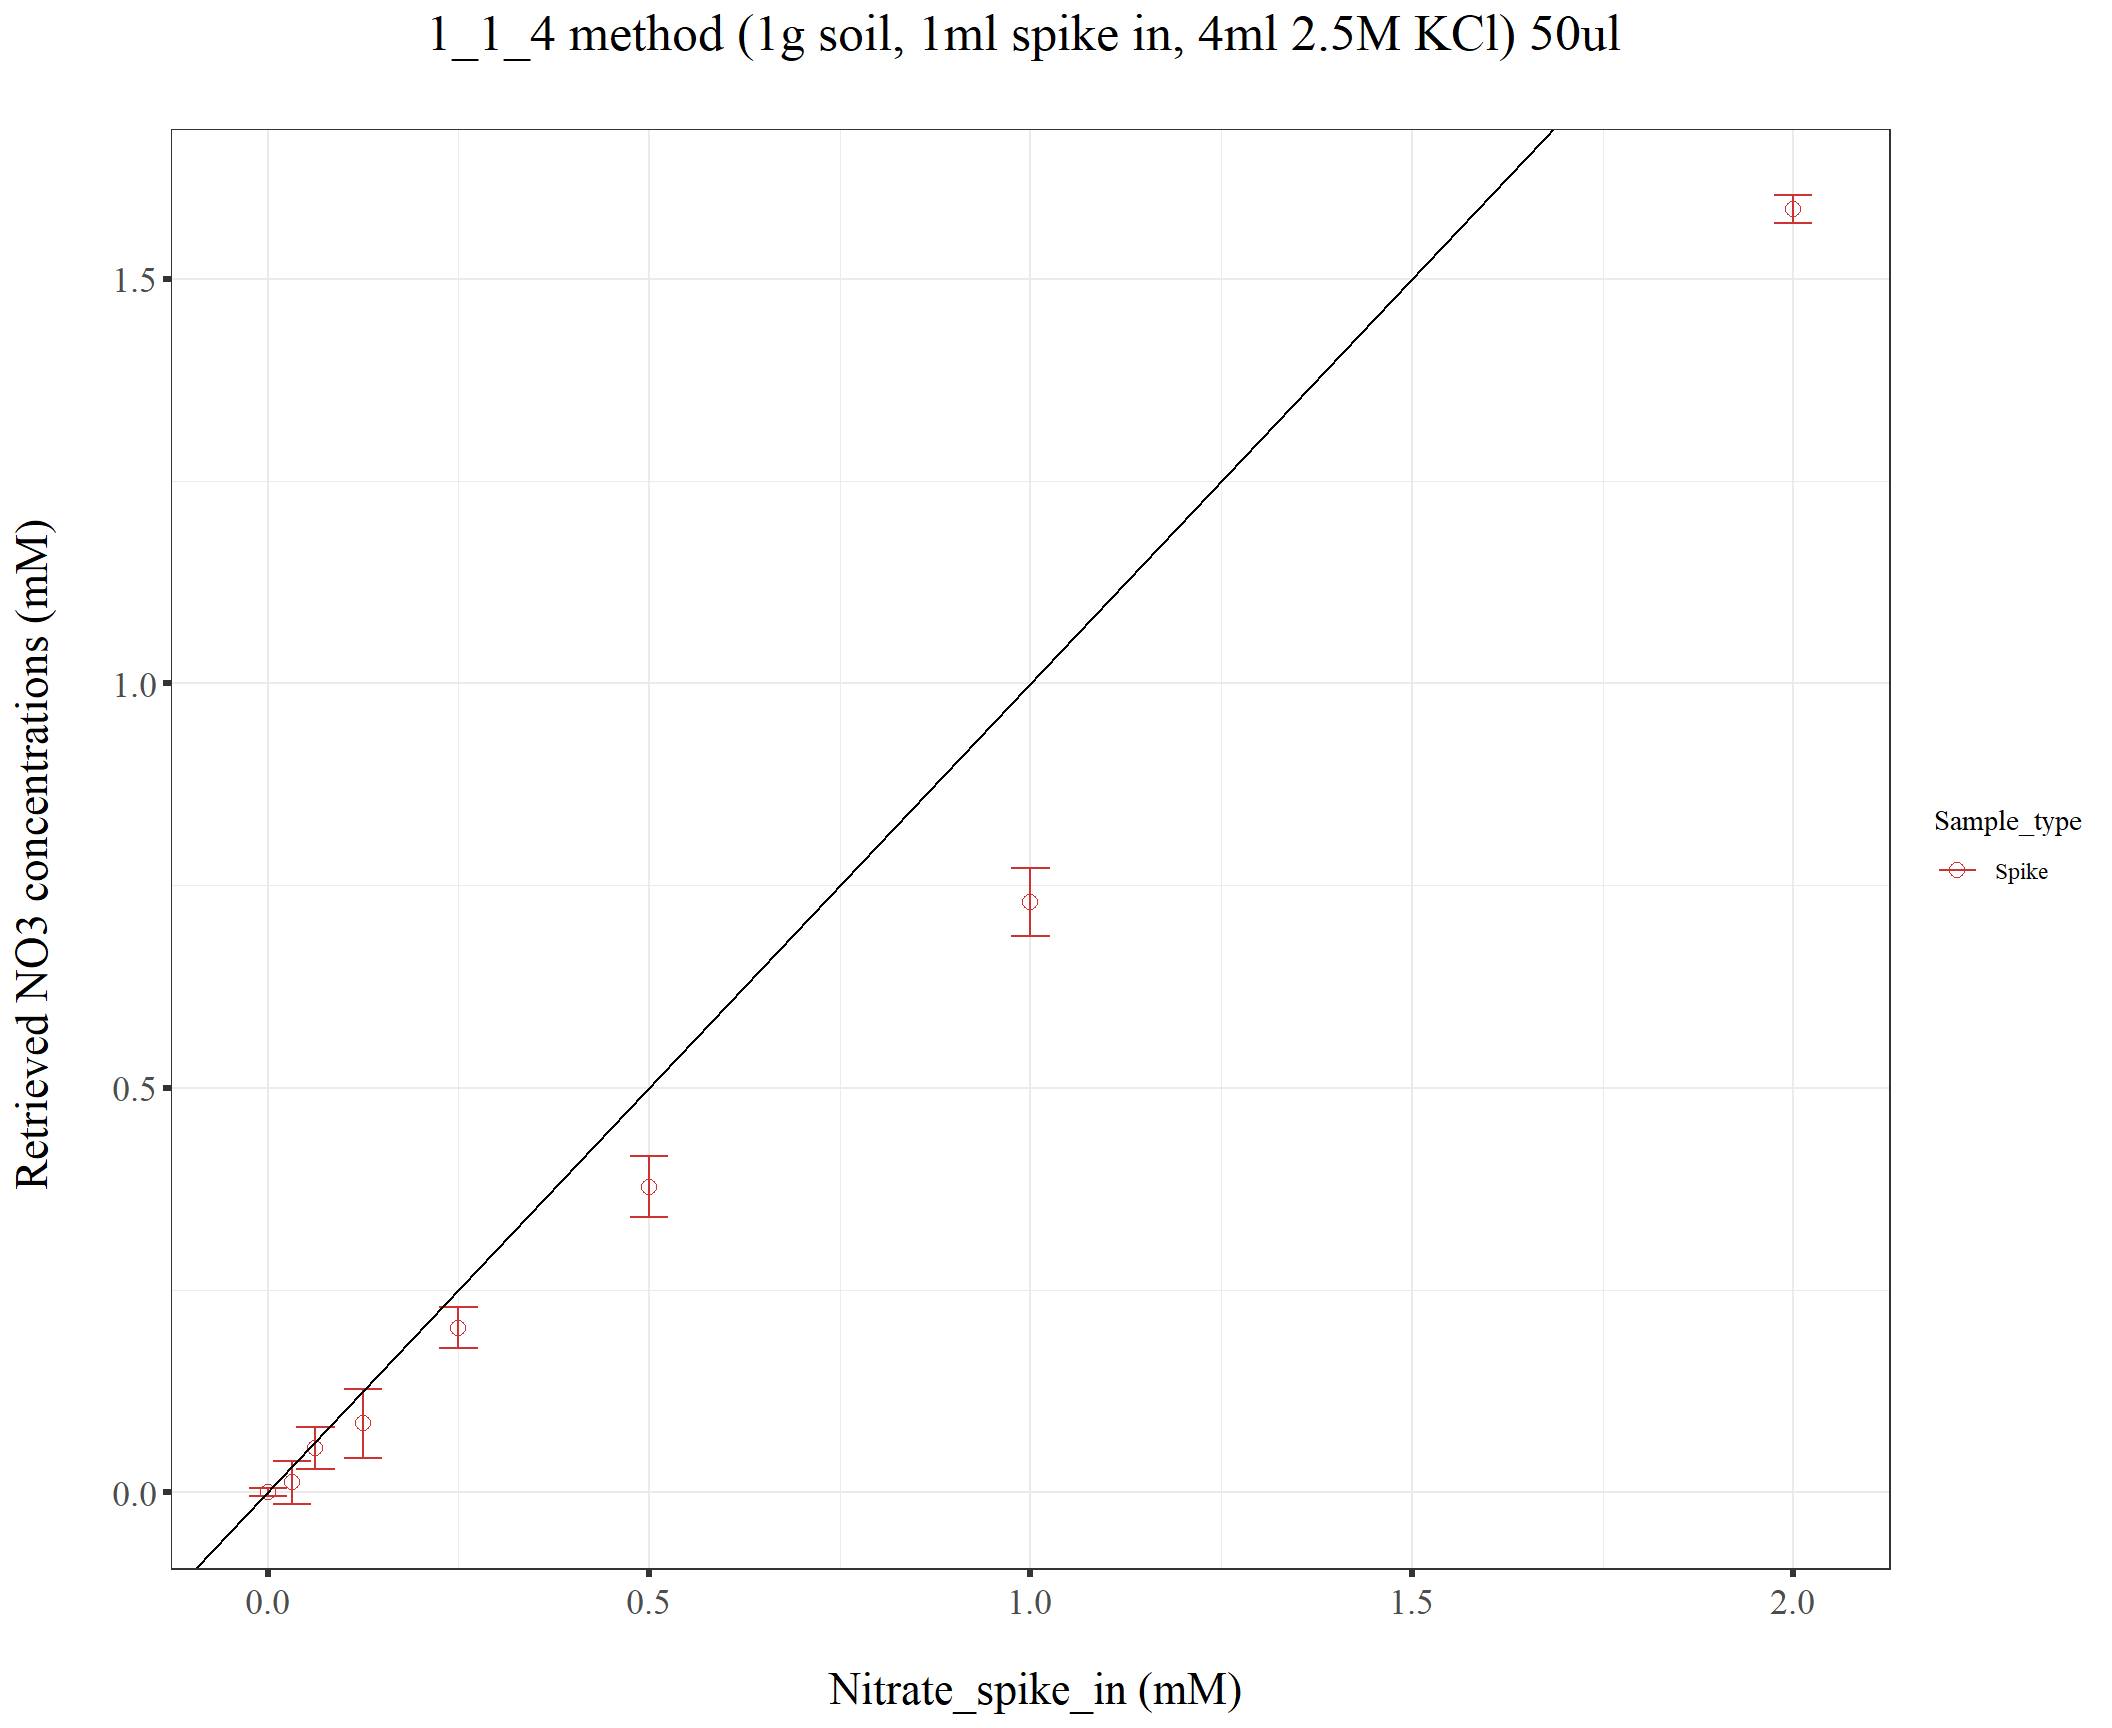 1_1_4 method (1g soil, 1ml spike in, 4ml 2.5M KCl) 50ul
Retrieved NO3 concentrations (mM)
1.5
1.0
0.5
0.0
0.0
0.5
1.0
1.5
2.0
Nitrate_spike_in (mM)
Sample_type
Spike